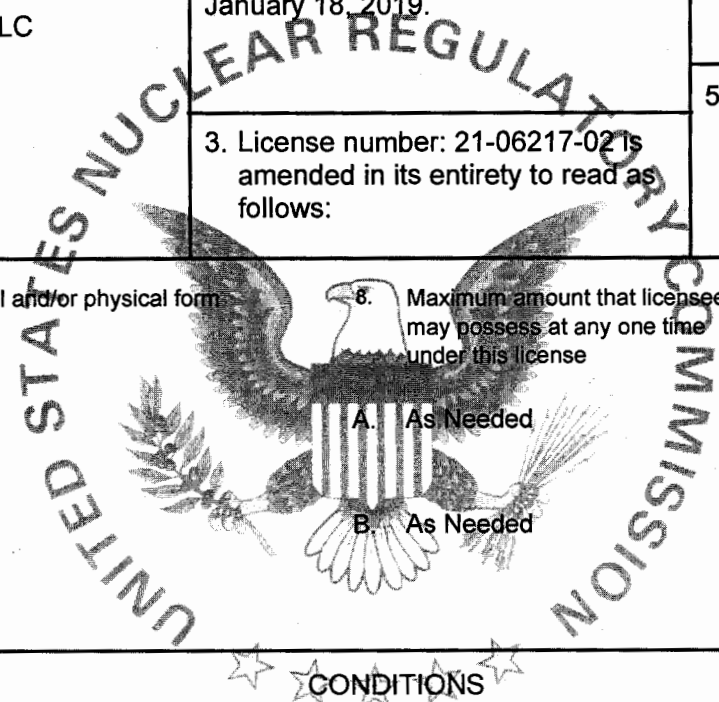 LC
January 18, 2019.
5
3. License number: 21-06217-02 is
amended in its entirety to read as
follows:
l and/or physical form
8. Maximum amount that licensee
may possess at any one time
under this license
A. As Needed
B. As Needed
CONDITIONS
UNITED STATES NUCLEAR REGULATORY COMMISSION